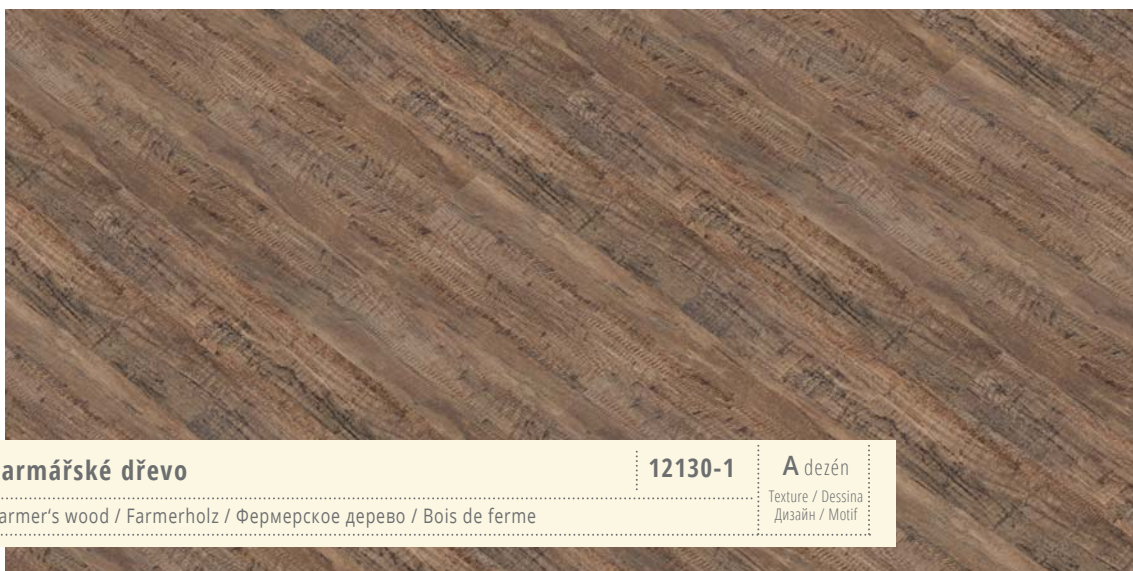 armářské dřevo
12130-1
A dezén
Texture / Dessina
Дизайн / Motif
armer‘s wood / Farmerholz / Фермерское дерево / Bois de ferme